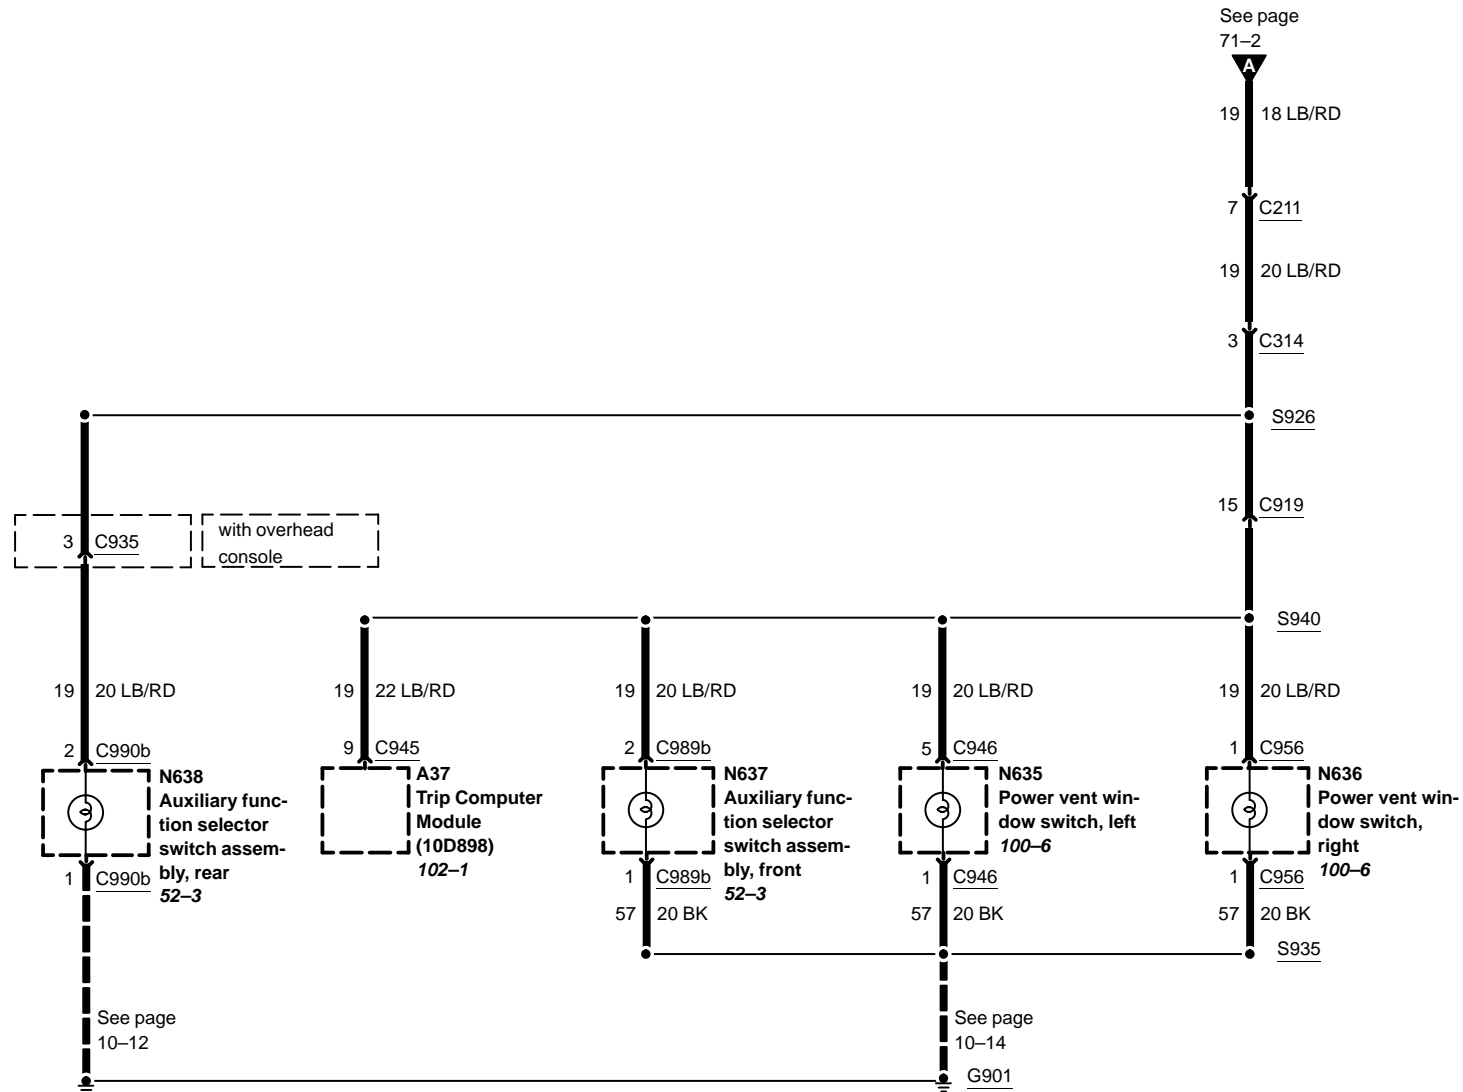 See page
71–2
A
19 18 LB/RD
7 C211
19 20 LB/RD
3 C314
S926
15 C919
with overhead
console
3 C935
S940
19 20 LB/RD
19 22 LB/RD
19 20 LB/RD
19 20 LB/RD
19 20 LB/RD
2 C990b
9 C945
2 C989b
5 C946
1 C956
N638
Auxiliary func-
tion selector
switch assem-
bly, rear
52–3
A37
Trip Computer
Module
(10D898)
102–1
N637
Auxiliary func-
tion selector
switch assem-
bly, front
52–3
N635
Power vent win-
dow switch, left
100–6
N636
Power vent win-
dow switch,
right
100–6
1 C990b
1 C989b
1 C946
1 C956
57 20 BK
57 20 BK
57 20 BK
S935
See page
10–12
See page
10–14
G901